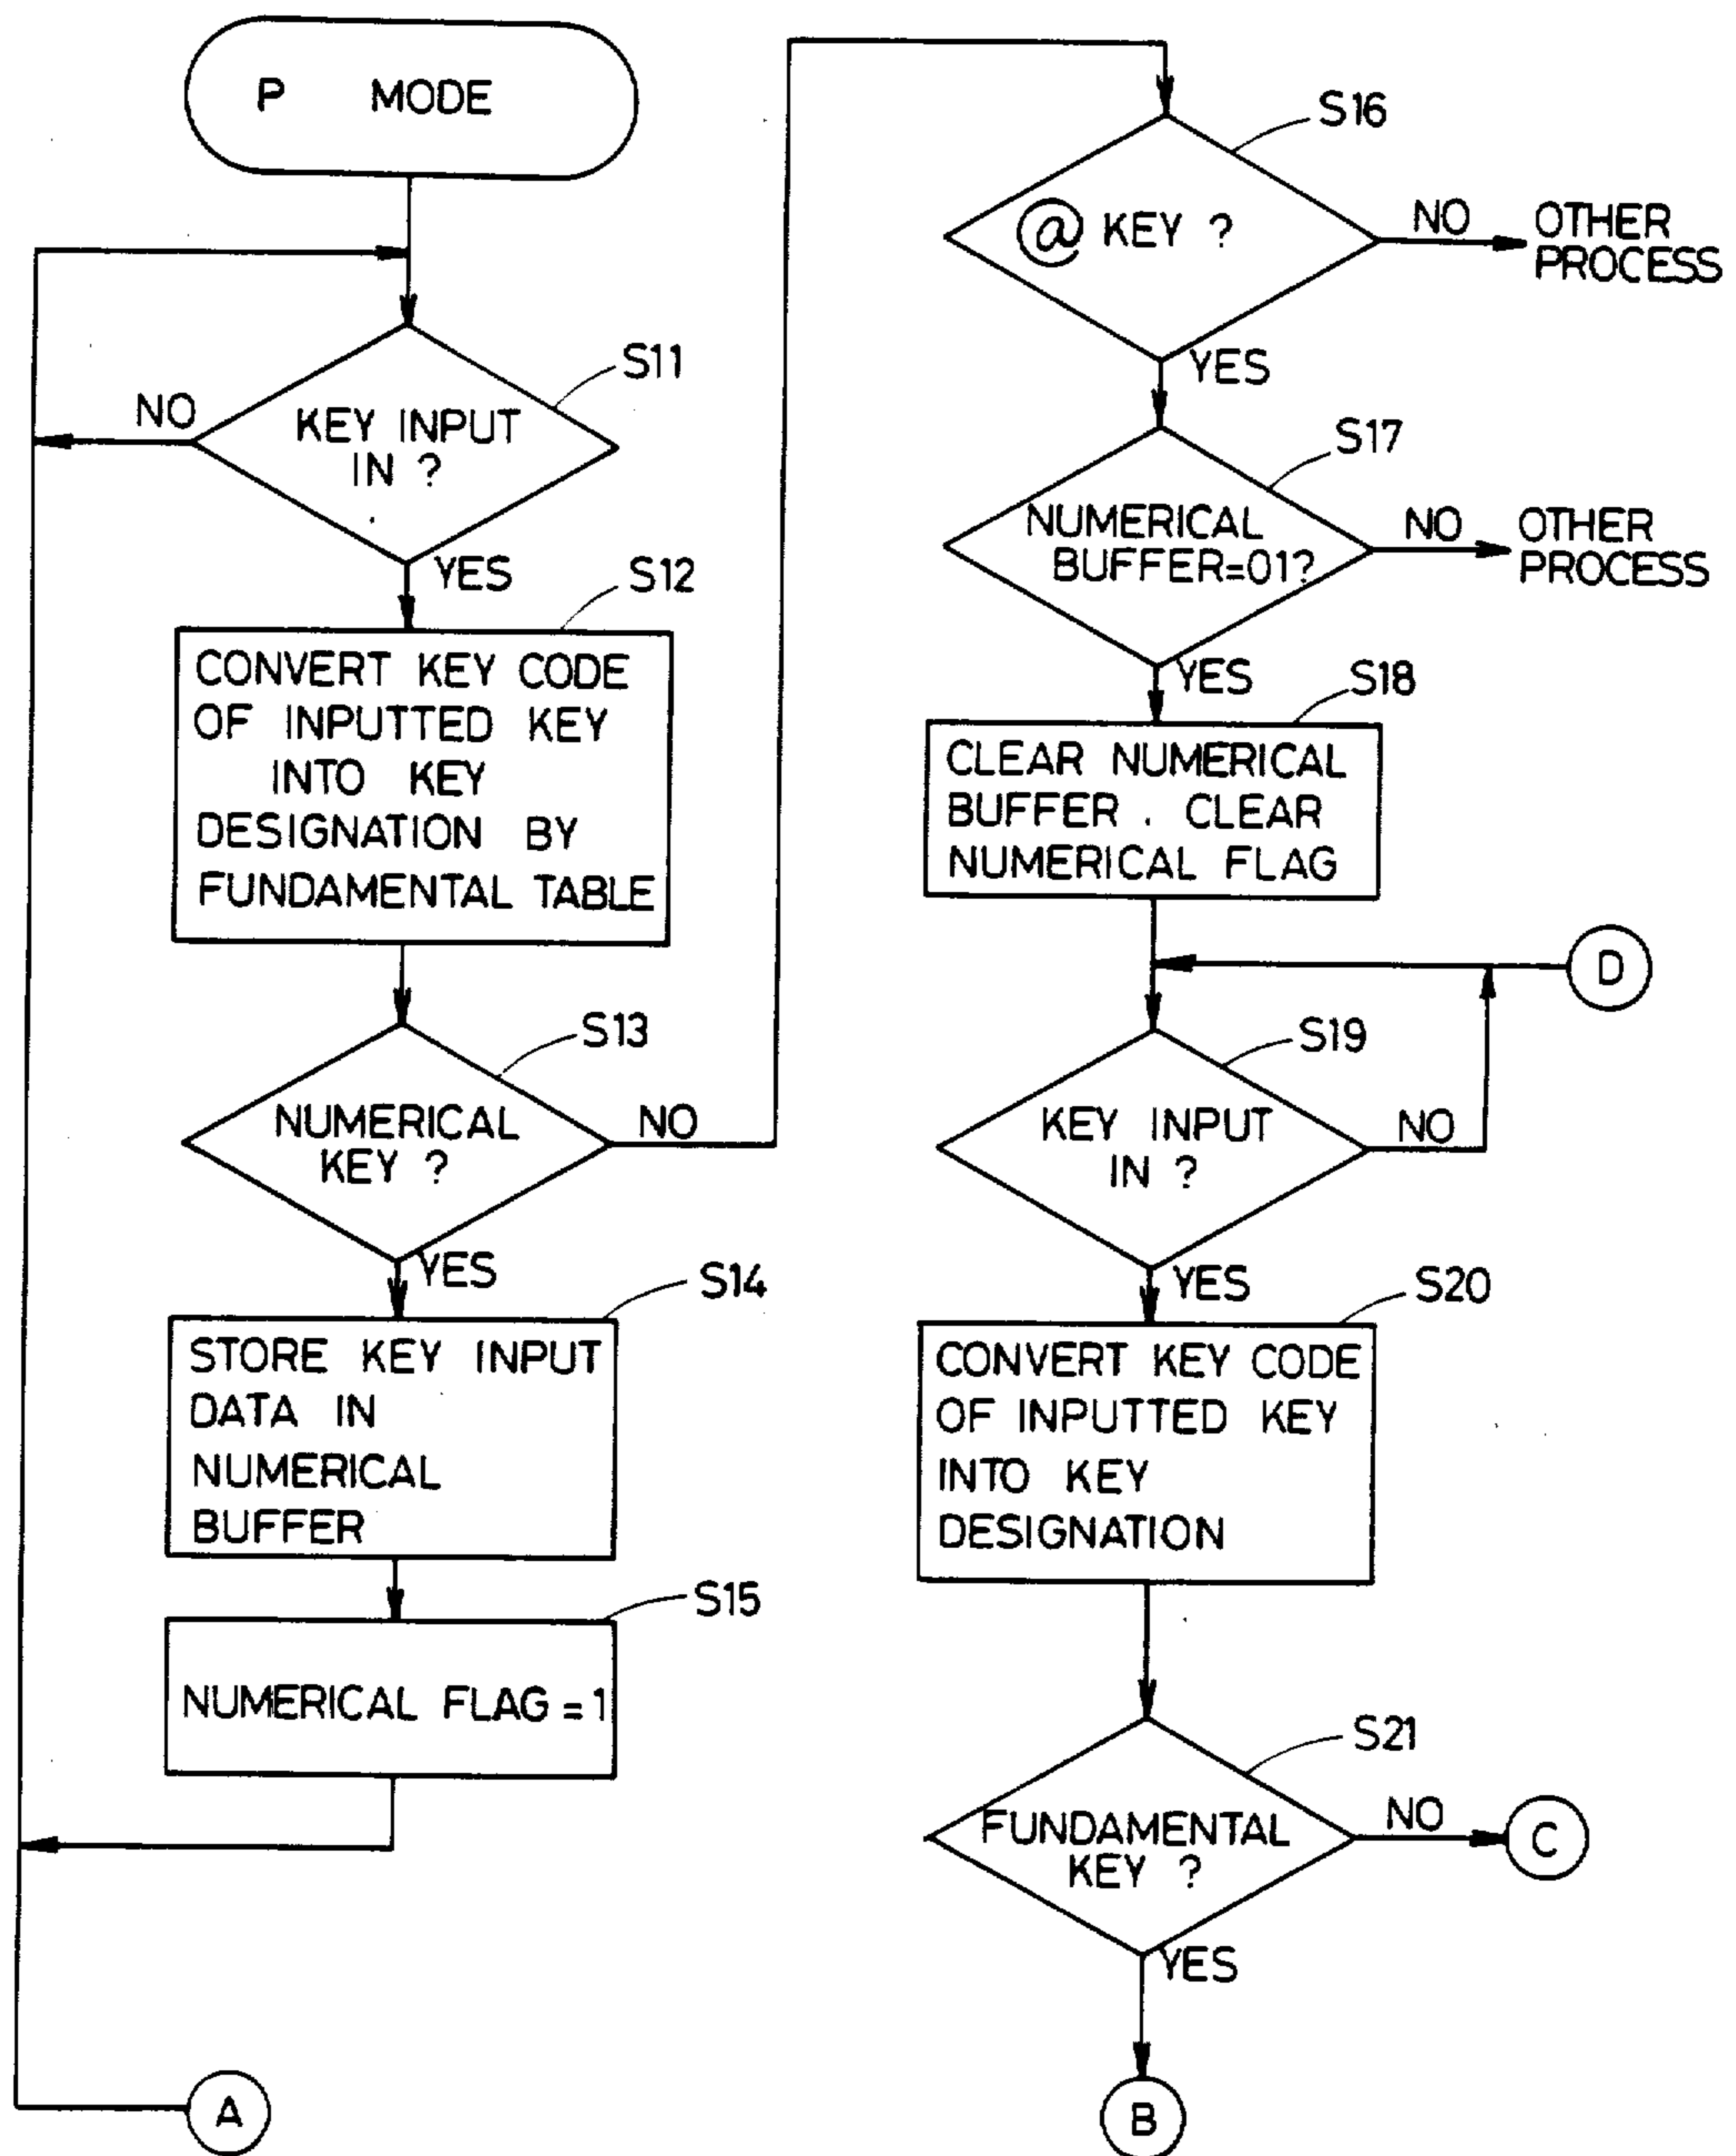 P MODE
S11
NO
KEY INPUT
IN ?
YES
S12
CONVERT KEY CODE
OF INPUTTED KEY
INTO KEY
DESIGNATION BY
FUNDAMENTAL TABLE
S13
NUMERICAL
KEY ?
NO
YES
S14
STORE KEY INPUT
DATA IN
NUMERICAL
BUFFER
S15
NUMERICAL FLAG = 1
A
S16
@ KEY ?
NO
OTHER
PROCESS
YES
S17
NUMERICAL
BUFFER=01?
NO
OTHER
PROCESS
YES
S18
CLEAR NUMERICAL
BUFFER . CLEAR
NUMERICAL FLAG
D
S19
KEY INPUT
IN ?
NO
YES
S20
CONVERT KEY CODE
OF INPUTTED KEY
INTO KEY
DESIGNATION
S21
FUNDAMENTAL
KEY ?
NO
C
YES
B